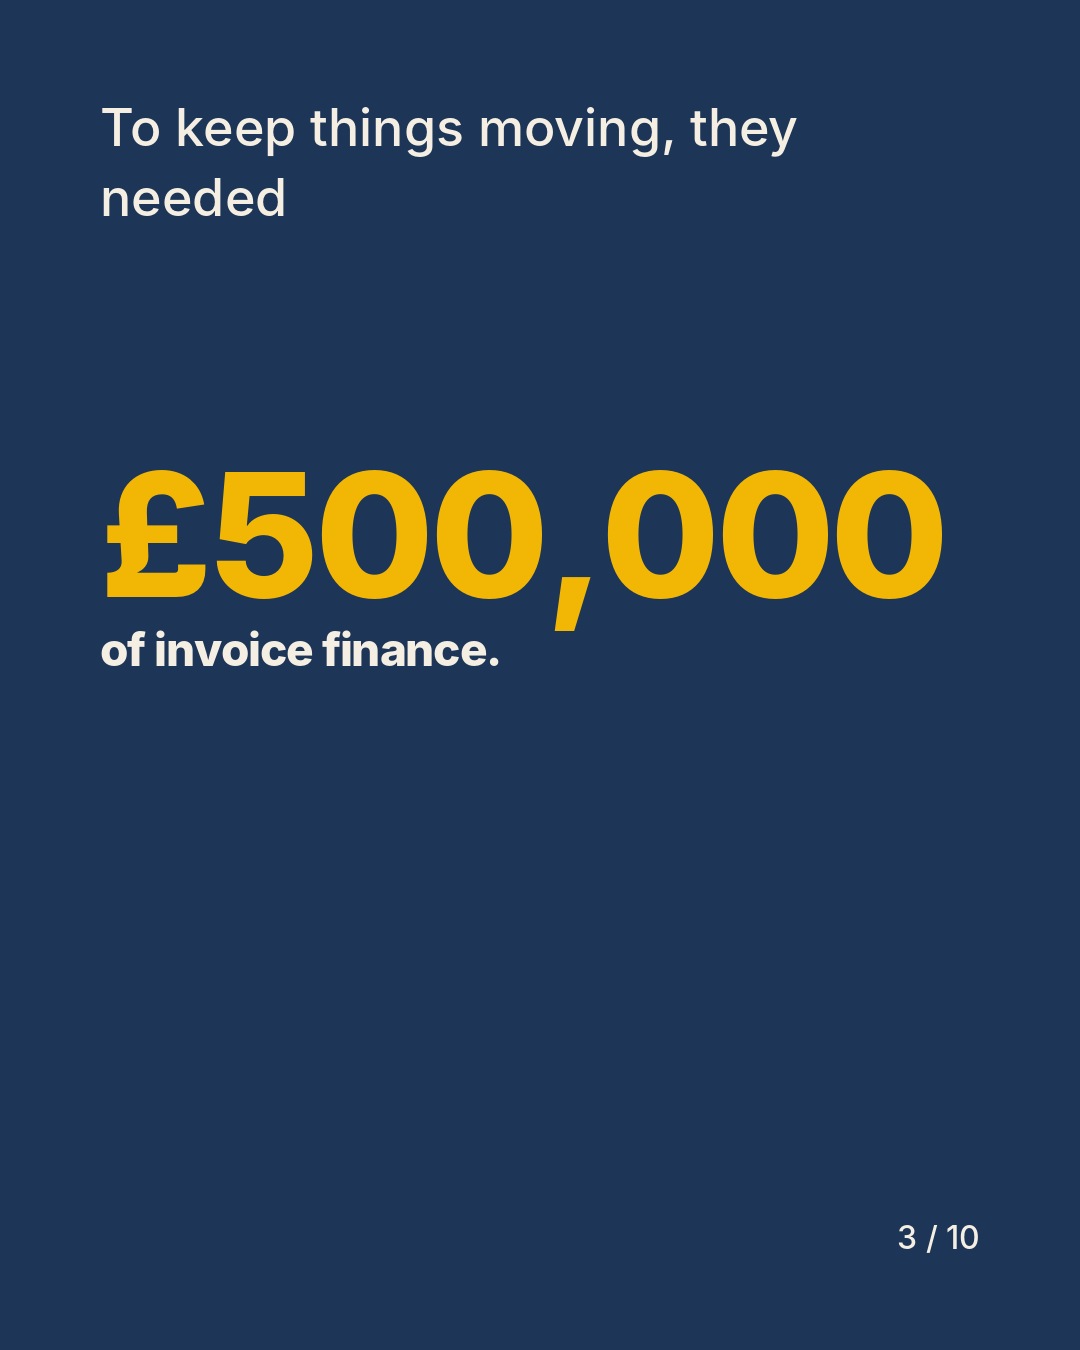 To keep things moving, they
needed
£500,000
of invoice finance.
3 / 10